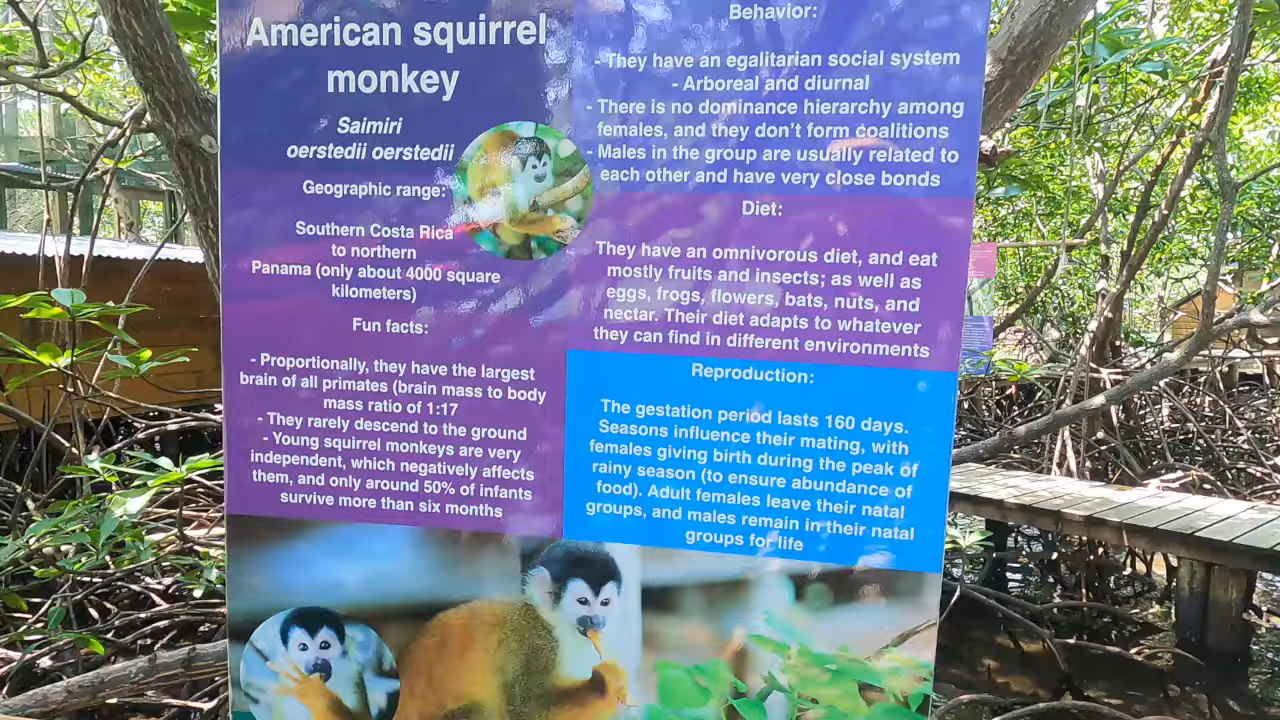 American squirrel
monkey
Saimiri
oerstedii oerstedii
Geographic range:
Southern Costa Rica
to northern
Panama (only about 4000 square
kilometers)
Fun facts:
- Proportionally, they have the largest
brain of all primates (brain mass to body
mass ratio of 1:17
- They rarely descend to the ground
- Young squirrel monkeys are very
independent, which negatively affects
them, and only around 50% of infants
survive more than six months
Behavior:
- They have an egalitarian social system
- Arboreal and diurnal
- There is no dominance hierarchy among
females, and they don't form coalitions
- Males in the group are usually related to
each other and have very close bonds
Diet:
They have an omnivorous diet, and eat
mostly fruits and insects; as well as
eggs, frogs, flowers, bats, nuts, and
nectar. Their diet adapts to whatever
they can find in different environments
Reproduction:
The gestation period lasts 160 days.
Seasons influence their mating, with
females giving birth during the peak of
rainy season (to ensure abundance of
food). Adult females leave their natal
groups, and males remain in their natal
groups for life